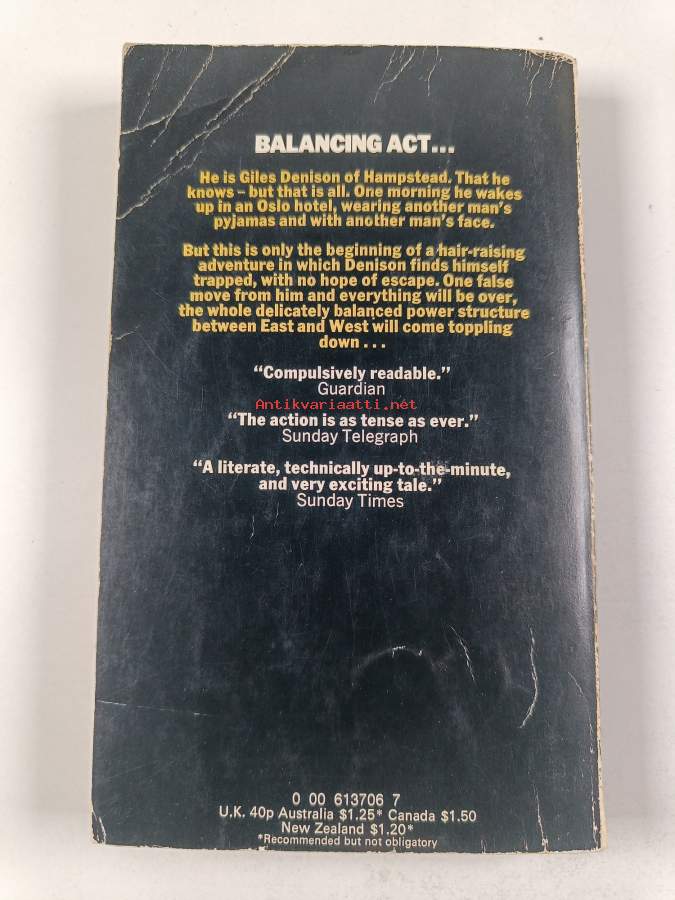 BALANCING ACT...
He is Giles Denison of Hampstead. That he
knows – but that is all. One morning he wakes
up in an Oslo hotel, wearing another man's
pyjamas and with another man's face.
But this is only the beginning of a hair-raising
adventure in which Denison finds himself
trapped, with no hope of escape. One false
move from him and everything will be over,
the whole delicately balanced power structure
between East and West will come toppling
down...
“Compulsively readable.”
Guardian
Antikvariaatti.net
“The action is as tense as ever.”
Sunday Telegraph
“A literate, technically up-to-the-minute,
and very exciting tale.”
Sunday Times
0 00 613706 7
U.K. 40p Australia $1.25* Canada $1.50
New Zealand $1.20*
*Recommended but not obligatory